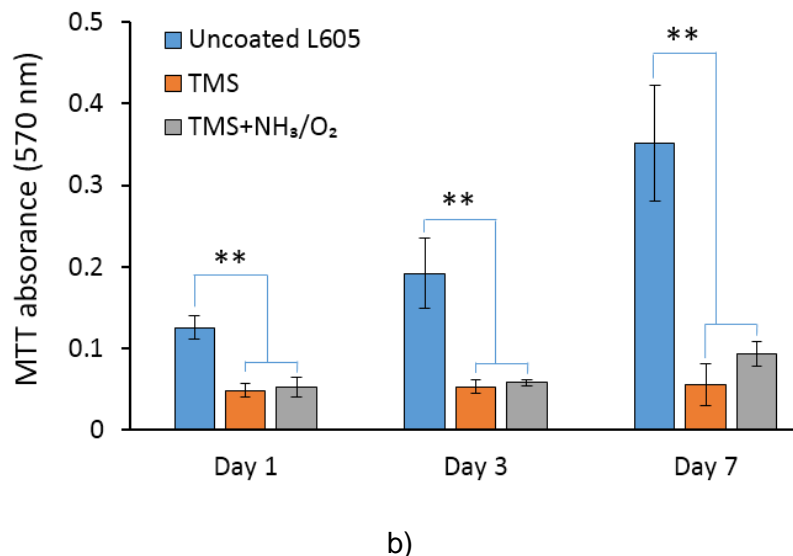 0.5
Uncoated L605
TMS
TMS+NH₃/O₂
**
0.4
0.3
**
0.2
**
0.1
0
MTT absorance (570 nm)
Day 1 Day 3 Day 7
b)